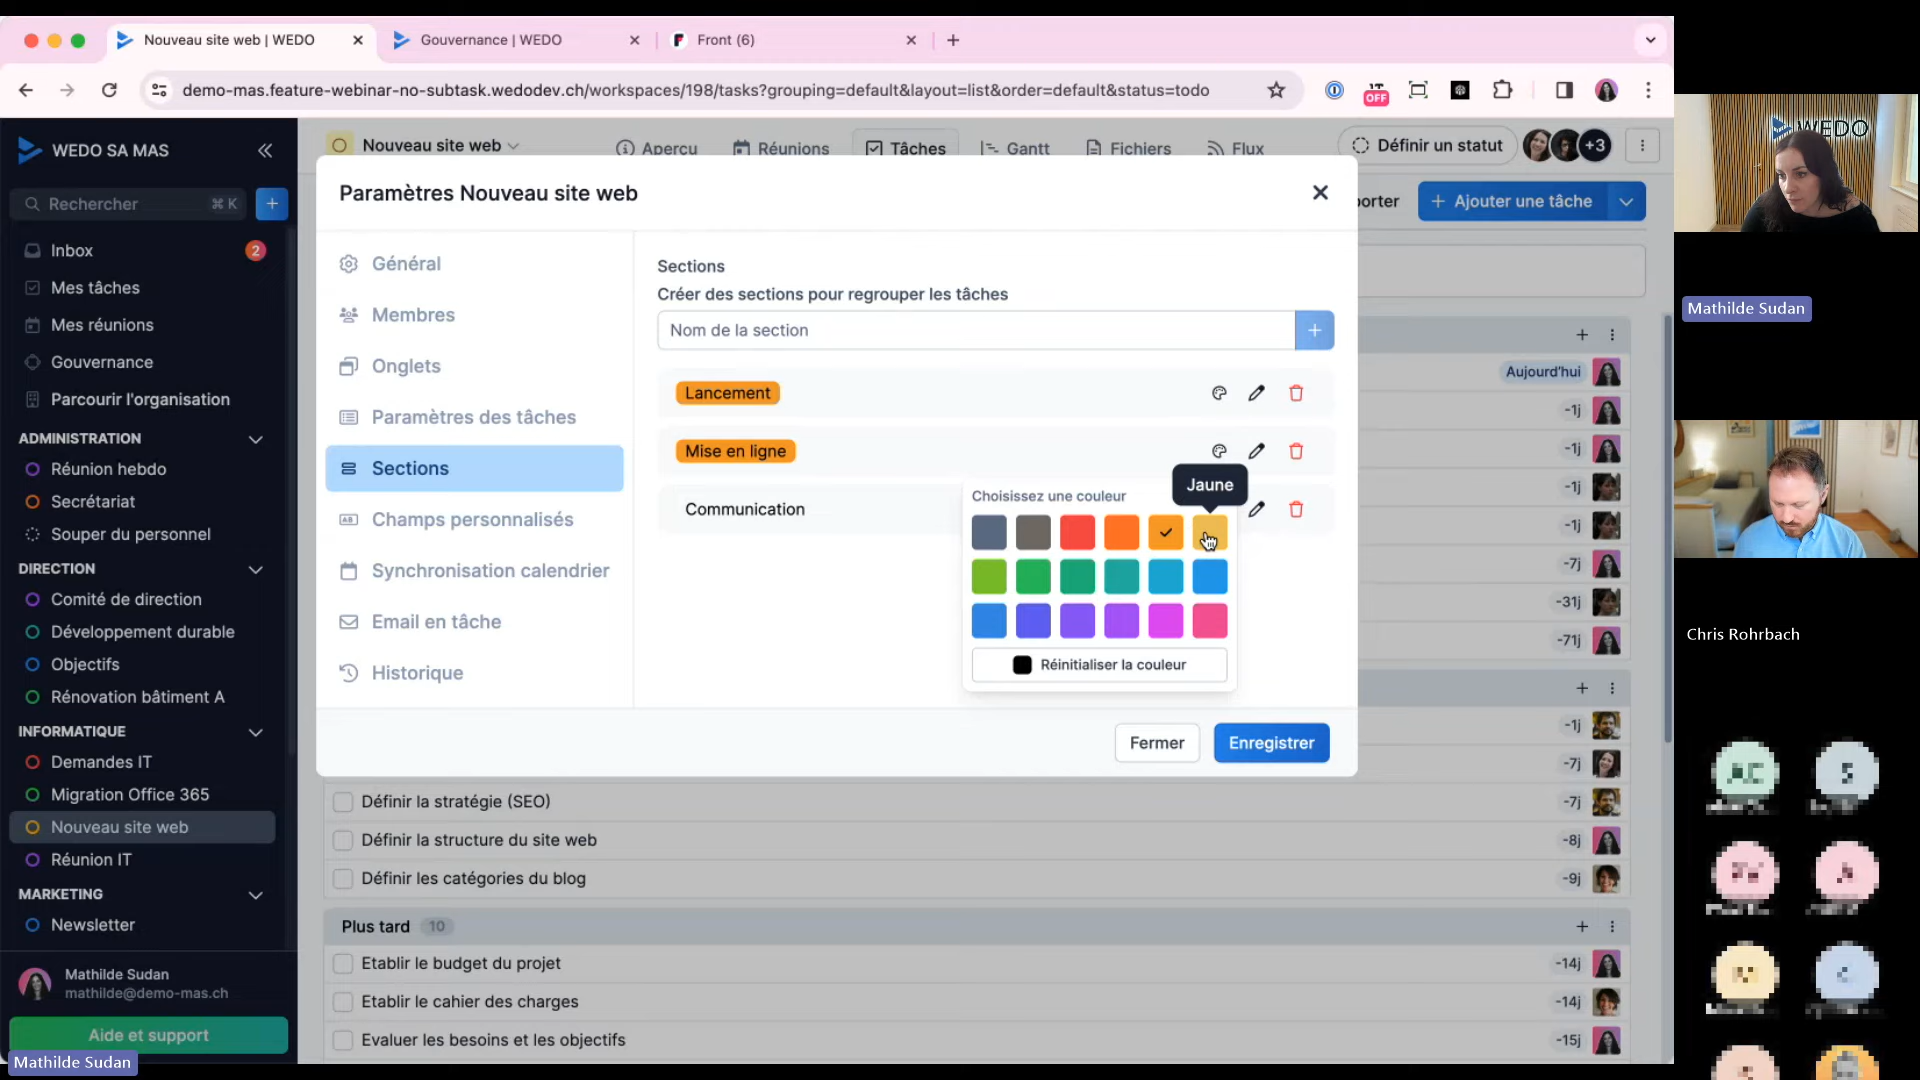 Nouveau site web | WEDO
Gouvernance | WEDO
Front (6)
demo-mas.feature-webinar-no-subtask.wedodev.ch/workspaces/198/tasks?grouping=default&layout=list&order=default&status=todo
OFF
WEDO SA MAS
Rechercher ⌘ K
Inbox 2
Mes tâches
Mes réunions
Gouvernance
Parcourir l'organisation
ADMINISTRATION
Réunion hebdo
Secrétariat
Souper du personnel
DIRECTION
Comité de direction
Développement durable
Objectifs
Rénovation bâtiment A
INFORMATIQUE
Demandes IT
Migration Office 365
Nouveau site web
Réunion IT
MARKETING
Newsletter
Mathilde Sudan
mathilde@demo-mas.ch
Aide et support
Mathilde Sudan
Nouveau site web
Aperçu
Réunions
Tâches
Gantt
Fichiers
Flux
Définir un statut
+3
porter
Ajouter une tâche
Paramètres Nouveau site web
Général
Membres
Onglets
Paramètres des tâches
Sections
Champs personnalisés
Synchronisation calendrier
Email en tâche
Historique
Sections
Créer des sections pour regrouper les tâches
Nom de la section
Lancement
Mise en ligne
Communication
Jaune
Choisissez une couleur
Réinitialiser la couleur
Fermer
Enregistrer
Aujourd'hui
-1j
-1j
-1j
-1j
-7j
-31j
-71j
-1j
-7j
Définir la stratégie (SEO) -7j
Définir la structure du site web -8j
Définir les catégories du blog -9j
Plus tard 10
Etablir le budget du projet -14j
Etablir le cahier des charges -14j
Evaluer les besoins et les objectifs -15j
WEDO
Mathilde Sudan
Chris Rohrbach